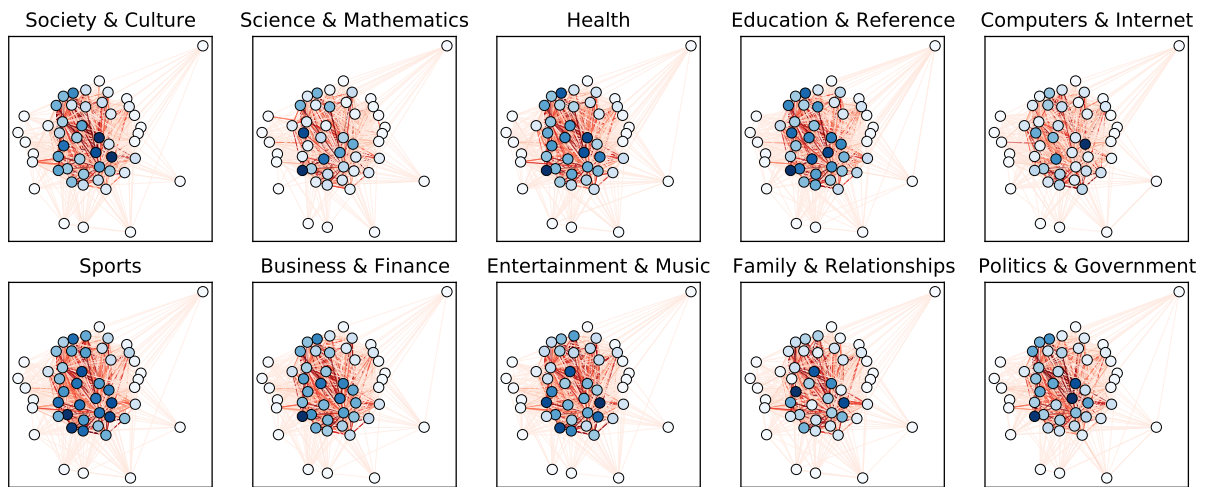 Society & Culture
Science & Mathematics
Health
Education & Reference
Computers & Internet
Sports
Business & Finance
Entertainment & Music
Family & Relationships
Politics & Government